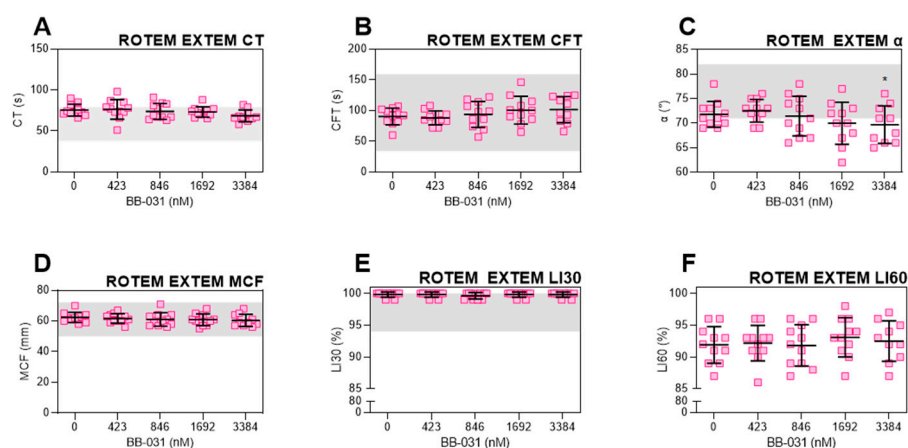 A
ROTEM EXTEM CT
CT (s)
150
100
50
0
0 423 846 1692 3384
BB-031 (nM)
B
ROTEM EXTEM CFT
CFT (s)
200
150
100
50
0
0 423 846 1692 3384
BB-031 (nM)
C
ROTEM EXTEM α
α (°)
85
80
75
70
65
60
*
0 423 846 1692 3384
BB-031 (nM)
D
ROTEM EXTEM MCF
MCF (mm)
80
60
40
20
0
0 423 846 1692 3384
BB-031 (nM)
E
ROTEM EXTEM LI30
LI30 (%)
100
95
90
85
80
0
0 423 846 1692 3384
BB-031 (nM)
F
ROTEM EXTEM LI60
LI60 (%)
100
95
90
85
80
0
0 423 846 1692 3384
BB-031 (nM)